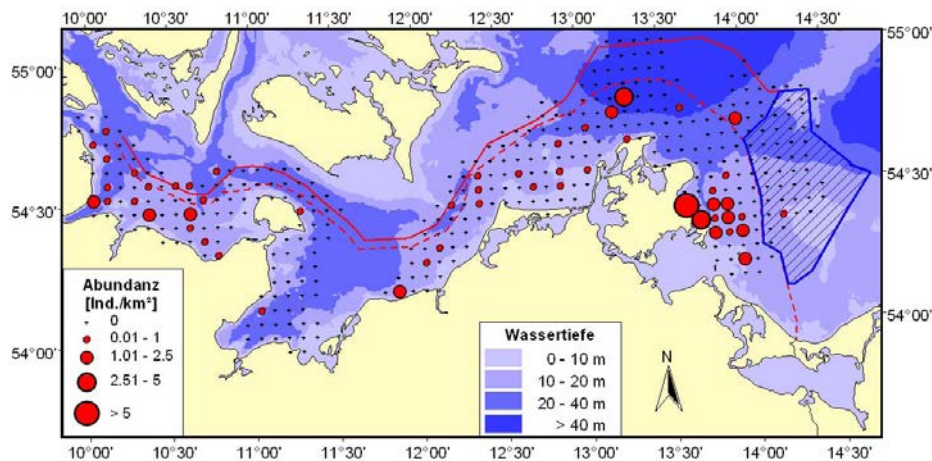 10°00' 10°30' 11°00' 11°30' 12°00' 12°30' 13°00' 13°30' 14°00' 14°30'
55°00' 55°00'
54°30' 54°30'
54°00' 54°00'
Abundanz
[Ind./km²]
0
0.01 - 1
1.01 - 2.5
2.51 - 5
> 5
Wassertiefe
0 - 10 m
10 - 20 m
20 - 40 m
> 40 m
N
10°00' 10°30' 11°00' 11°30' 12°00' 12°30' 13°00' 13°30' 14°00' 14°30'